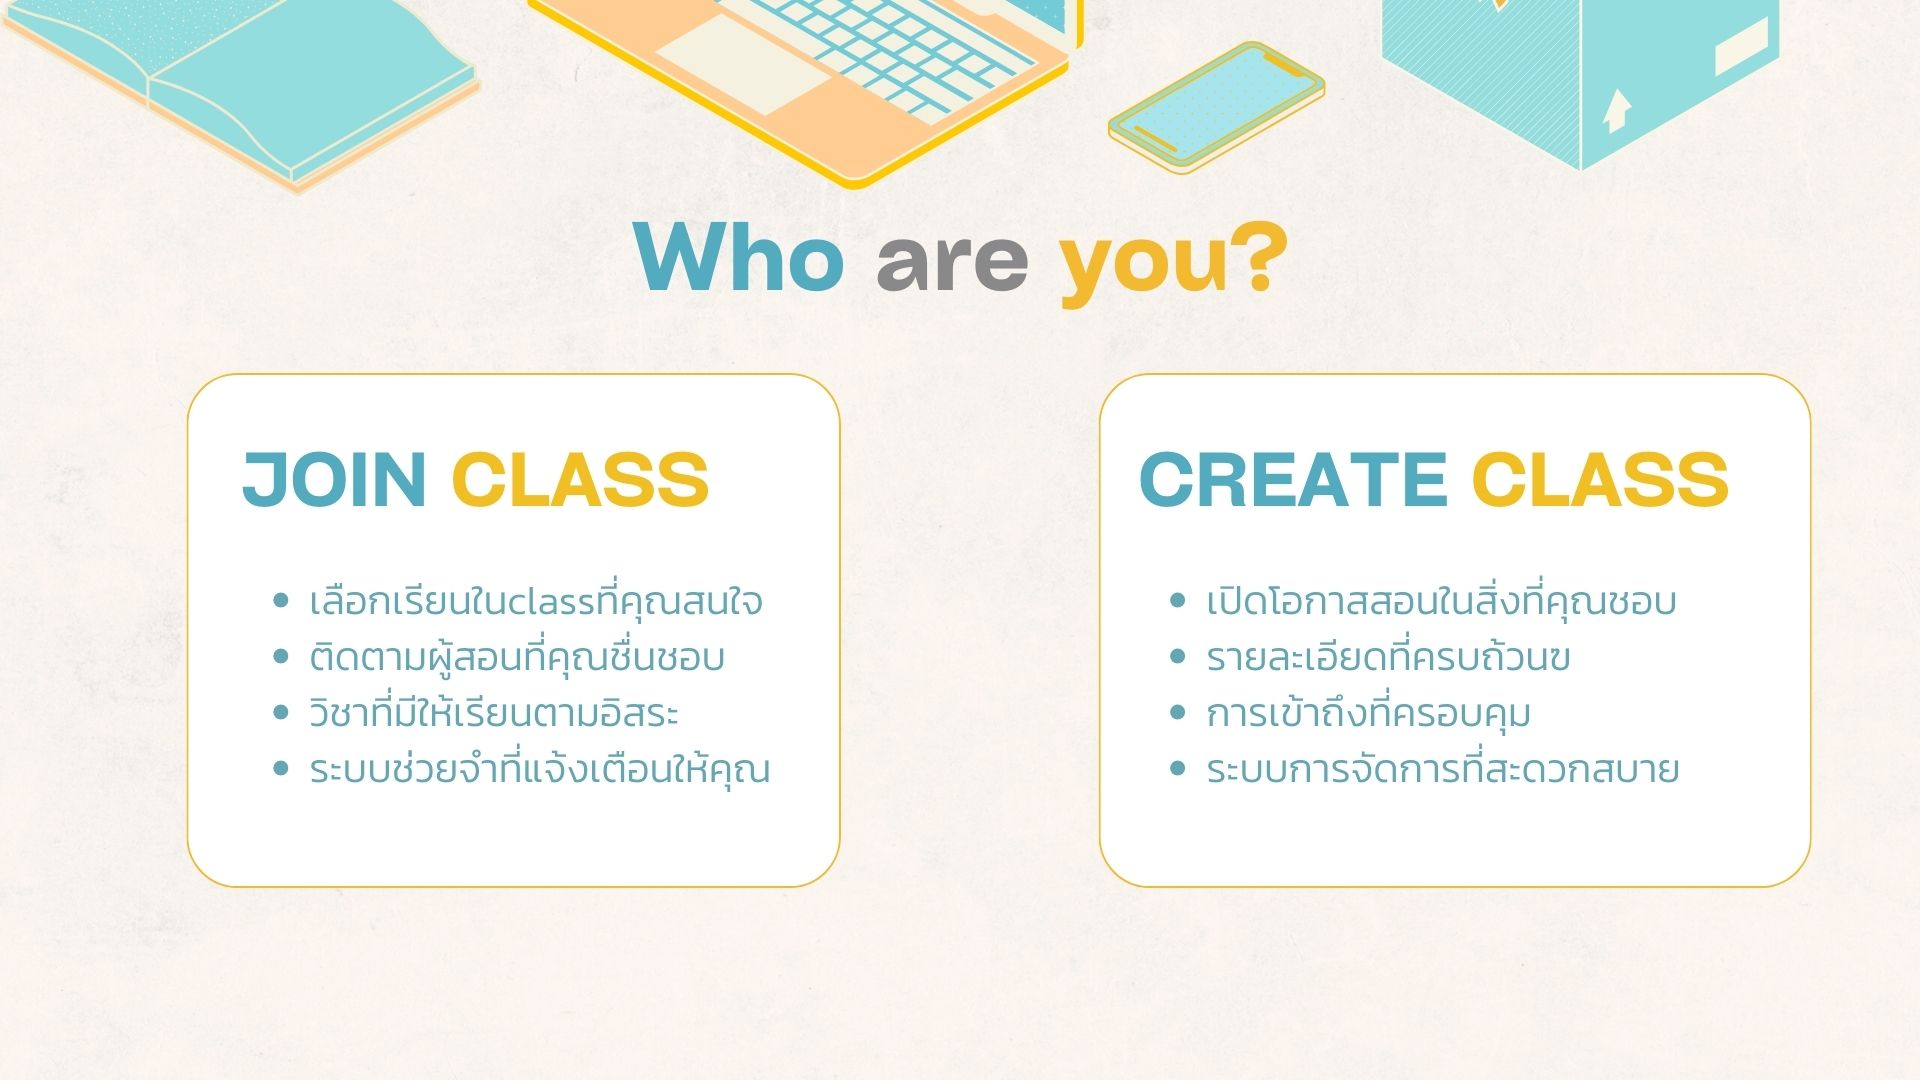 Who are you?
JOIN CLASS
• เลือกเรียนในclassที่คุณสนใจ
• ติดตามผู้สอนที่คุณชื่นชอบ
• วิชาที่มีให้เรียนตามอิสระ
• ระบบช่วยจำที่แจ้งเตือนให้คุณ
CREATE CLASS
• เปิดโอกาสสอนในสิ่งที่คุณชอบ
• รายละเอียดที่ครบถ้วนฃ
• การเข้าถึงที่ครอบคุม
• ระบบการจัดการที่สะดวกสบาย